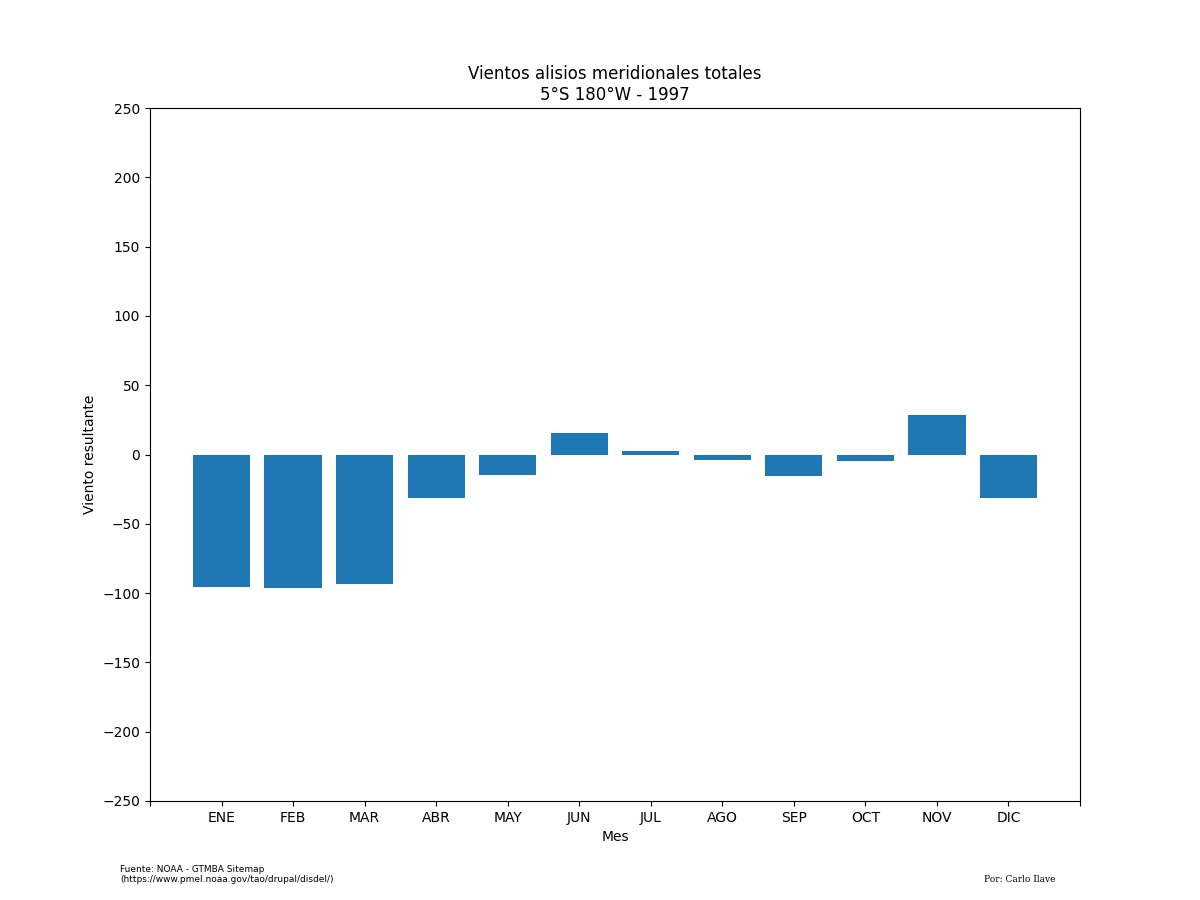 Vientos alisios meridionales totales
5°S 180°W - 1997
250
200
150
100
50
0
−50
−100
−150
−200
−250
Viento resultante
ENE FEB MAR ABR MAY JUN JUL AGO SEP OCT NOV DIC
Mes
Fuente: NOAA - GTMBA Sitemap
(https://www.pmel.noaa.gov/tao/drupal/disdel/)
Por: Carlo Ilave